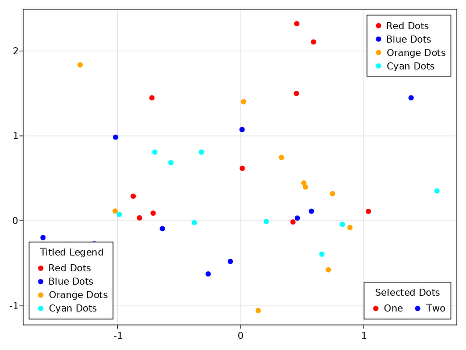 Red Dots
Blue Dots
Orange Dots
Cyan Dots
2
1
0
-1
Titled Legend
Red Dots
Blue Dots
Orange Dots
Cyan Dots
Selected Dots
One Two
-1 0 1